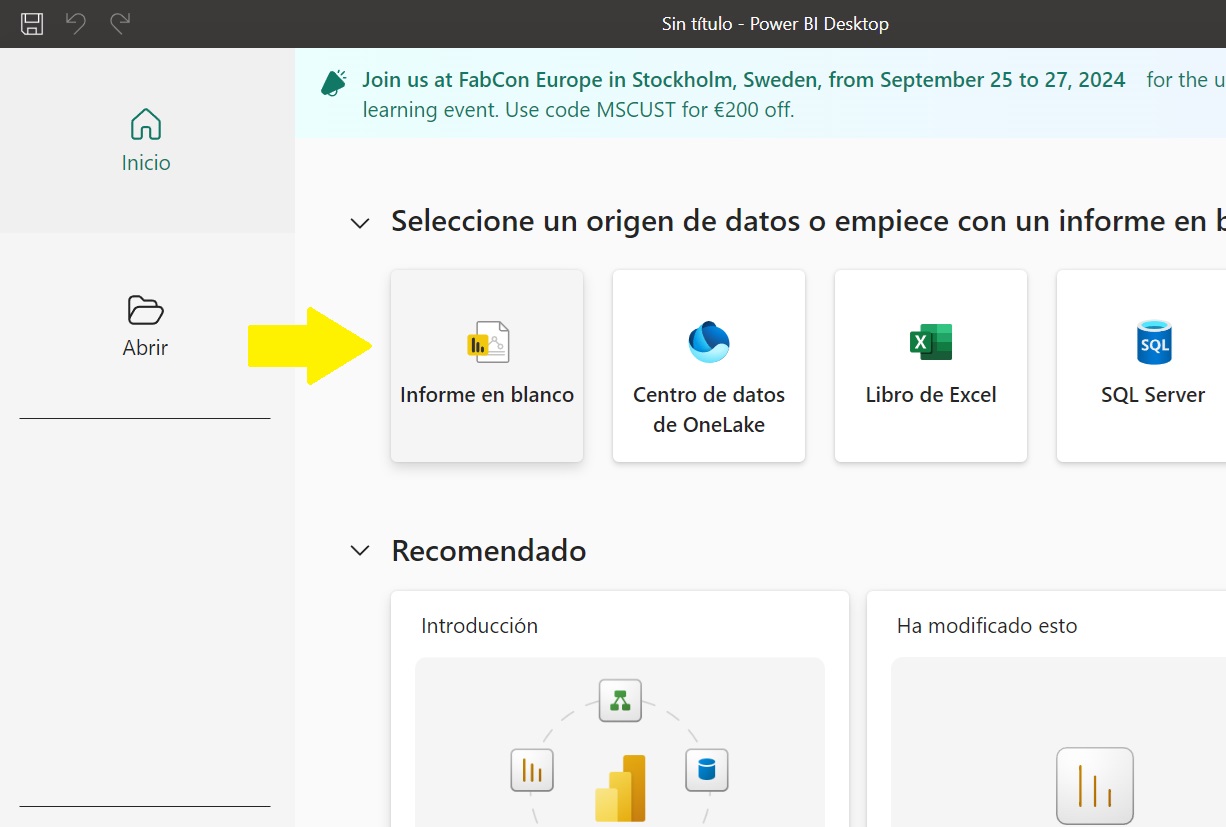 Sin título - Power BI Desktop
Join us at FabCon Europe in Stockholm, Sweden, from September 25 to 27, 2024 for the u
learning event. Use code MSCUST for €200 off.
Inicio
Abrir
Seleccione un origen de datos o empiece con un informe en b
Informe en blanco
Centro de datos
de OneLake
X
Libro de Excel
SQL
SQL Server
Recomendado
Introducción
Ha modificado esto